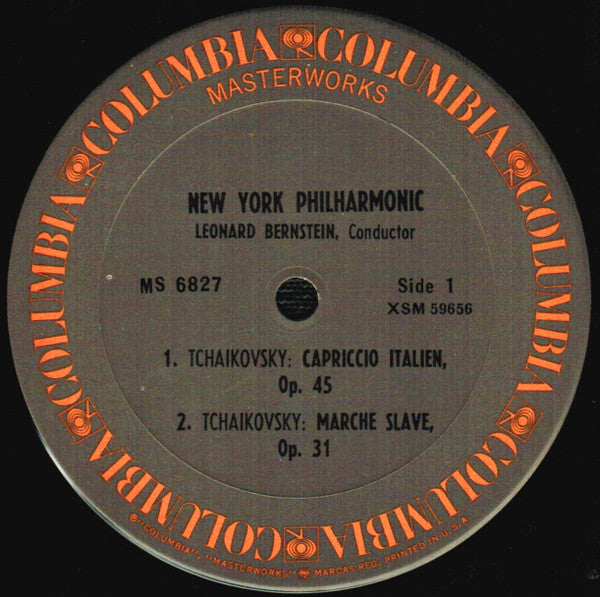 COLUMBIA COLUMBIA COLUMBIA COLUMBIA COLUMBIA COLUMBIA COLUMBIA COLUMBIA
MASTERWORKS
NEW YORK PHILHARMONIC
LEONARD BERNSTEIN, Conductor
MS 6827
Side 1
XSM 59656
1. TCHAIKOVSKY: CAPRICCIO ITALIEN,
Op. 45
2. TCHAIKOVSKY: MARCHE SLAVE,
Op. 31
®"COLUMBIA", "MASTERWORKS" ® MARCAS REG. PRINTED IN U.S.A.